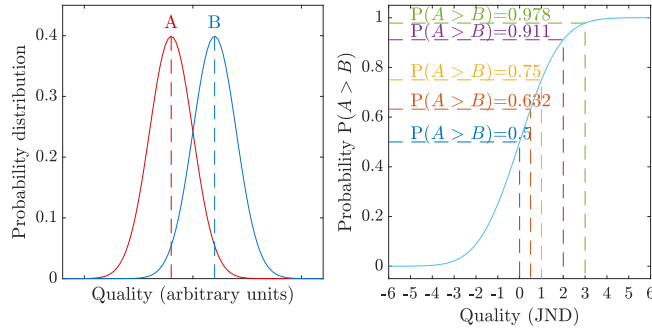 A
B
0.4
0.3
0.2
0.1
0
Probability distribution
Quality (arbitrary units)
P(A > B)=0.978
P(A > B)=0.911
P(A > B)=0.75
P(A > B)=0.632
P(A > B)=0.5
1
0.8
0.6
0.4
0.2
0
Probability P(A > B)
-6 -5 -4 -3 -2 -1 0 1 2 3 4 5 6
Quality (JND)